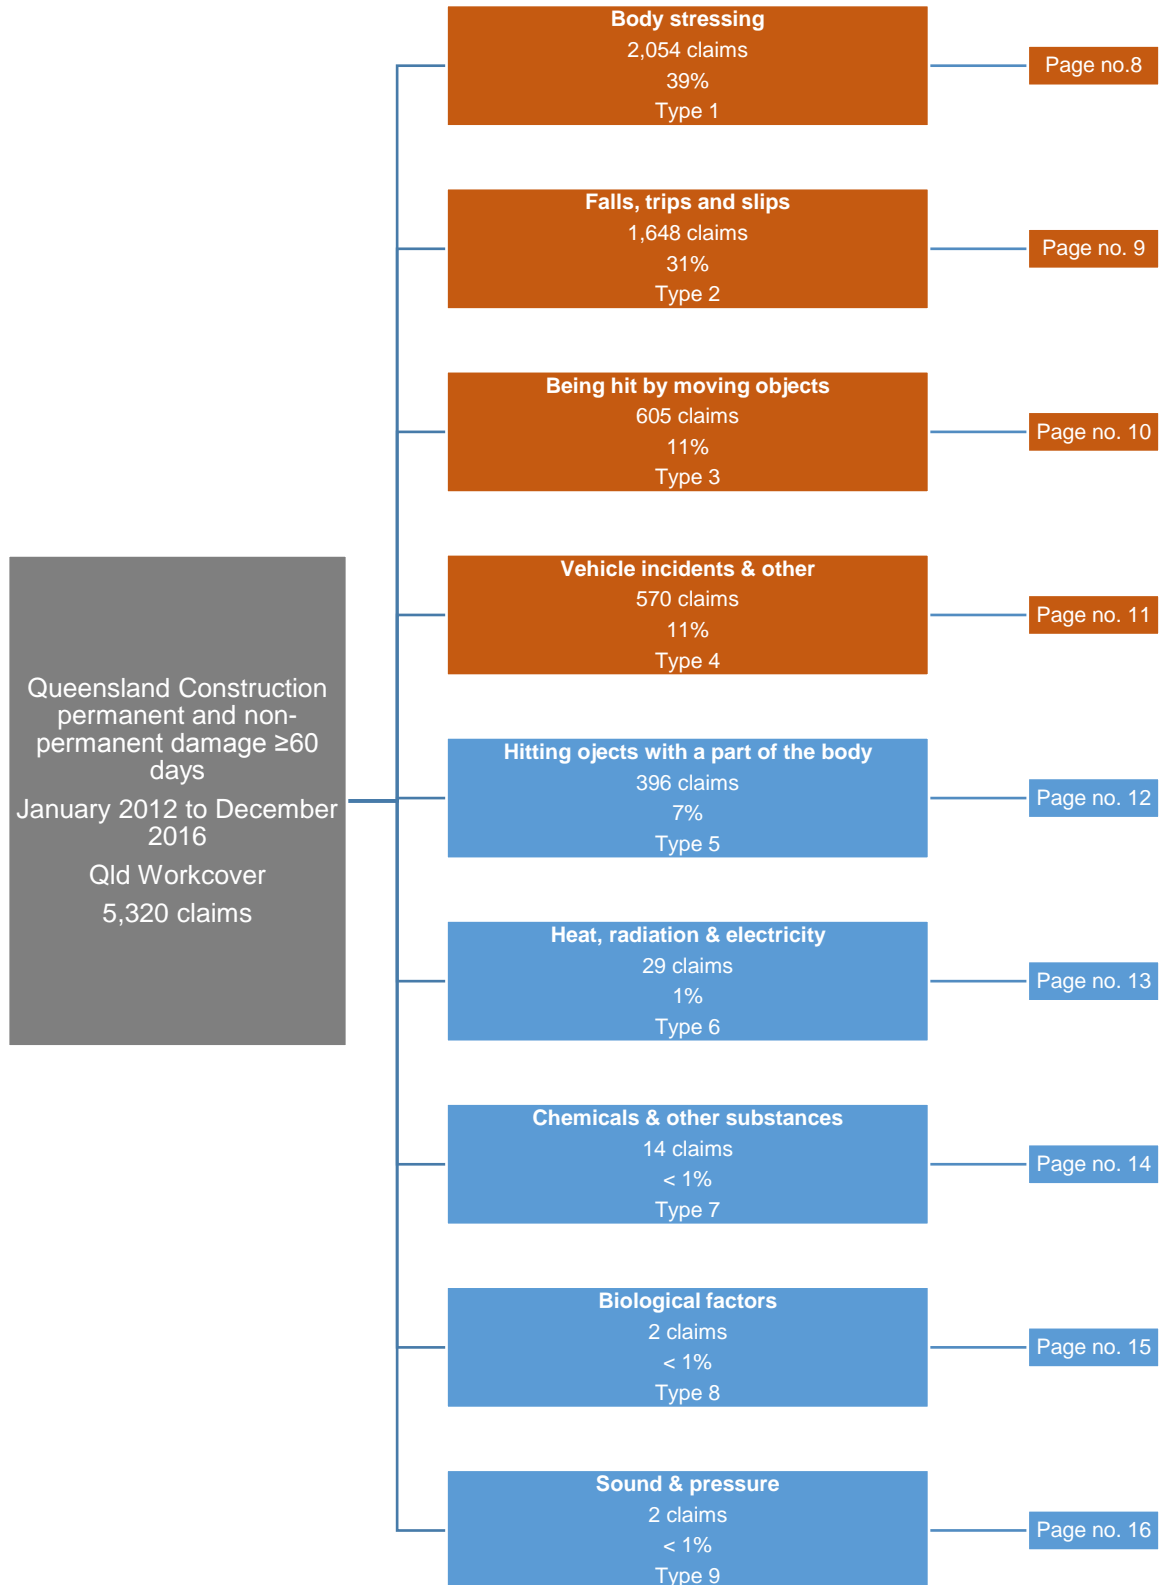 Body stressing
2,054 claims
39%
Type 1
Page no.8
Falls, trips and slips
1,648 claims
31%
Type 2
Page no. 9
Being hit by moving objects
605 claims
11%
Type 3
Page no. 10
Vehicle incidents & other
570 claims
11%
Type 4
Page no. 11
Queensland Construction
permanent and non-
permanent damage ≥60
days
January 2012 to December
2016
Qld Workcover
5,320 claims
Hitting ojects with a part of the body
396 claims
7%
Type 5
Page no. 12
Heat, radiation & electricity
29 claims
1%
Type 6
Page no. 13
Chemicals & other substances
14 claims
< 1%
Type 7
Page no. 14
Biological factors
2 claims
< 1%
Type 8
Page no. 15
Sound & pressure
2 claims
< 1%
Type 9
Page no. 16